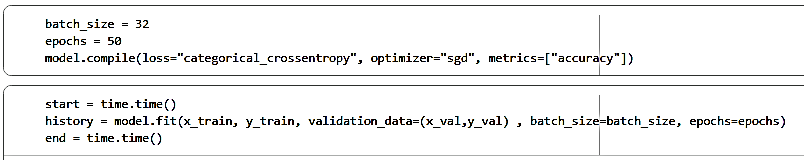 batch_size = 32
epochs = 50
model.compile(loss="categorical_crossentropy", optimizer="sgd", metrics=["accuracy"])
start = time.time()
history = model.fit(x_train, y_train, validation_data=(x_val,y_val) , batch_size=batch_size, epochs=epochs)
end = time.time()